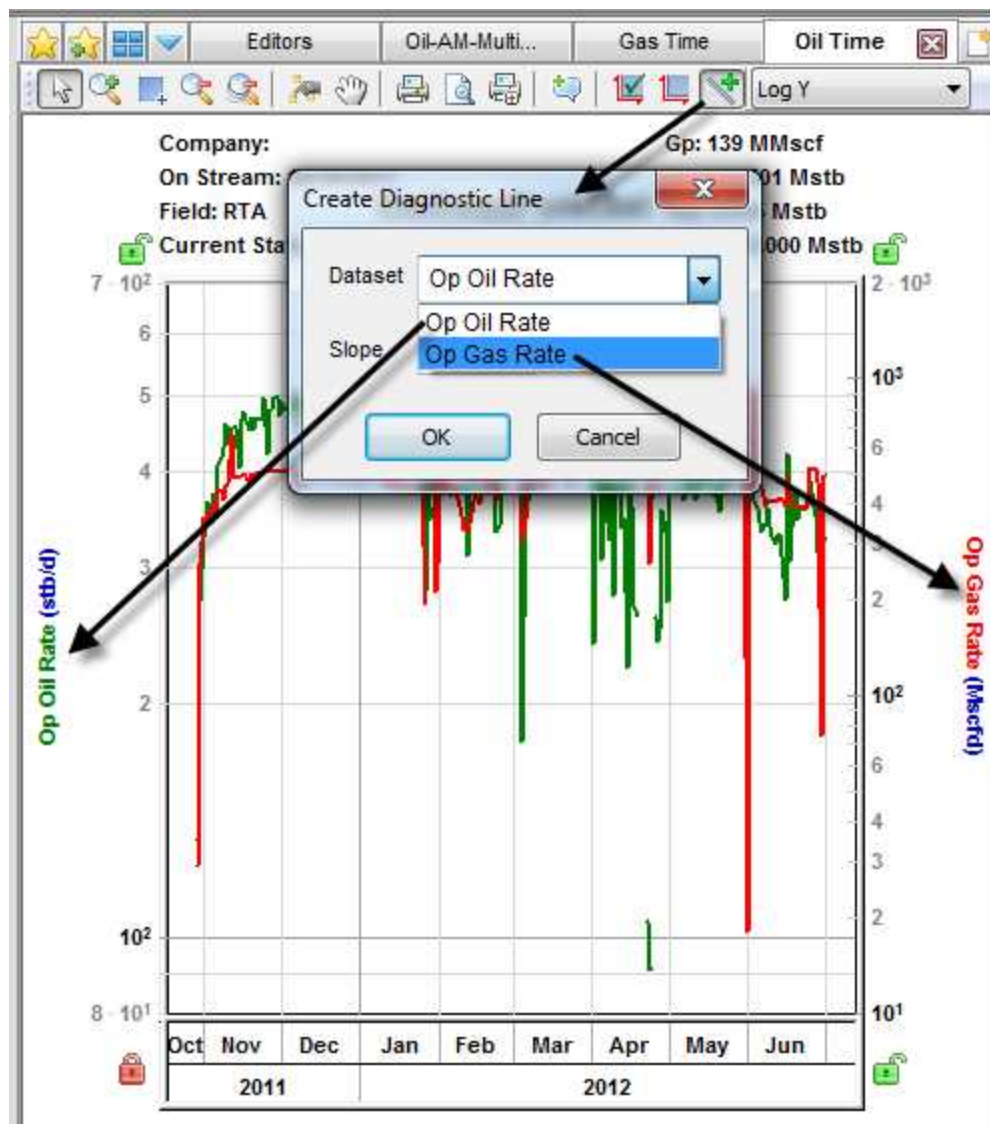 Editors Oil-AM-Multi... Gas Time Oil Time
Log Y
Company: Gp: 139 MMscf
On Stream: 01 Mstb
Field: RTA Mstb
Current Sta 000 Mstb
Create Diagnostic Line
Dataset Op Oil Rate
Op Oil Rate
Op Gas Rate
Slope
OK Cancel
Op Oil Rate (stb/d)
7 · 10²
6
5
4
3
2
10²
8 · 10¹
2 · 10³
10³
6
4
3
2
10²
6
4
3
2
10¹
Op Gas Rate (Mscfd)
Oct Nov Dec Jan Feb Mar Apr May Jun
2011 2012